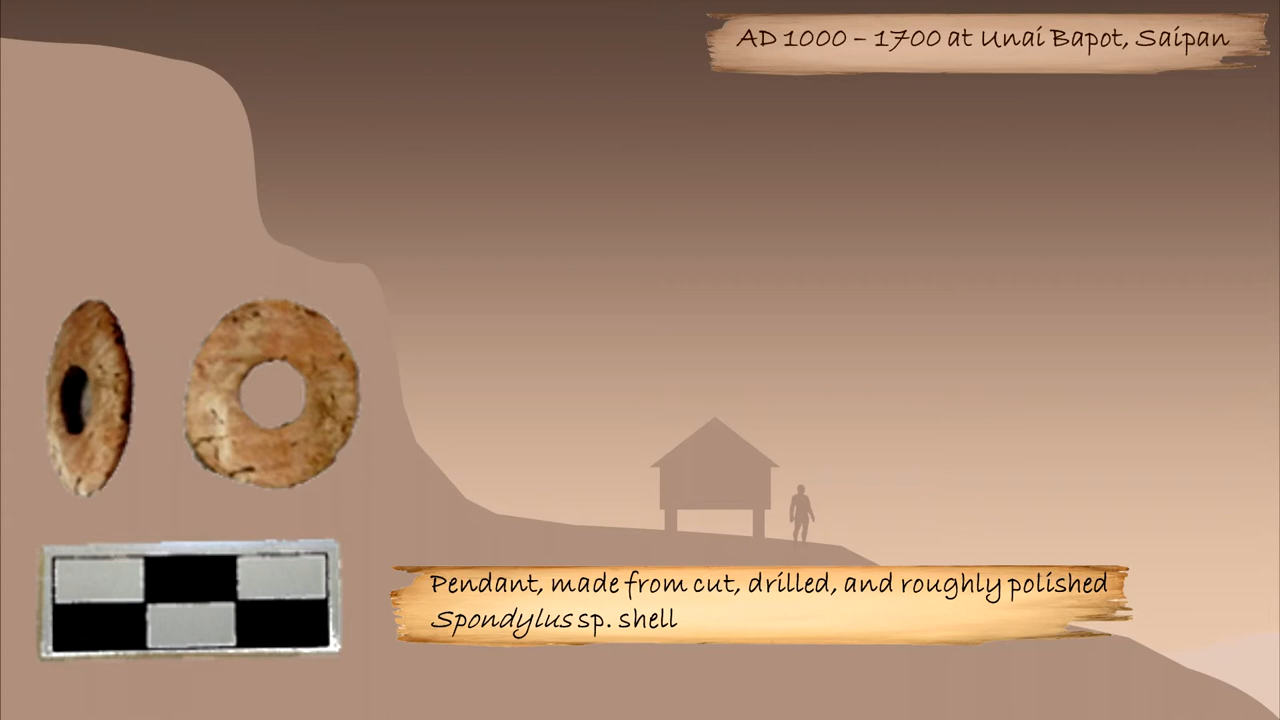 AD 1000 – 1700 at Unai Bapot, Saipan
Pendant, made from cut, drilled, and roughly polished
Spondylus sp. shell